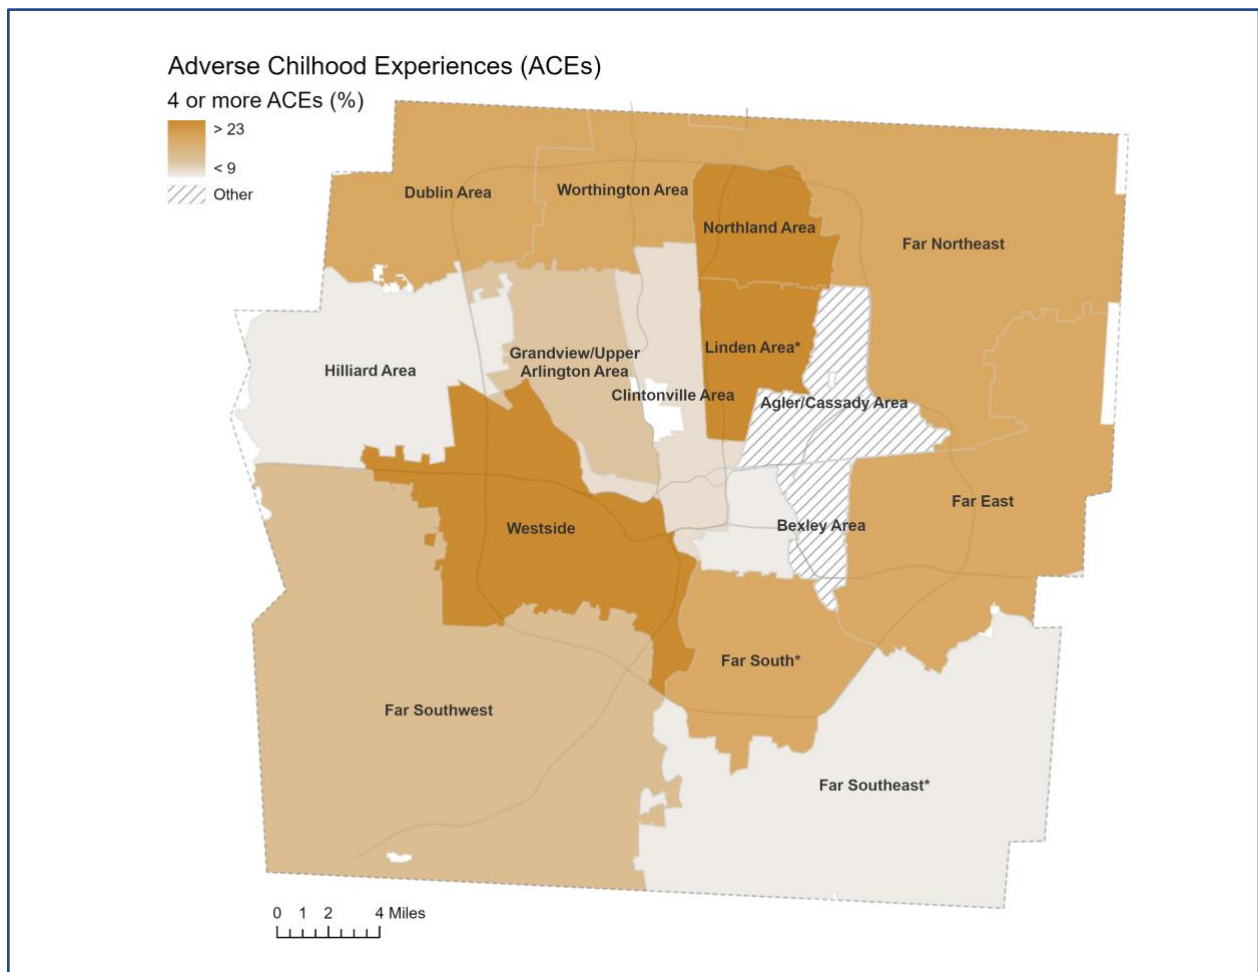 Adverse Chilhood Experiences (ACEs)
4 or more ACEs (%)
> 23
< 9
Other
Dublin Area
Worthington Area
Northland Area
Far Northeast
Hilliard Area
Grandview/Upper
Arlington Area
Linden Area*
Clintonville Area
Agler/Cassady Area
Far East
Westside
Bexley Area
Far South*
Far Southwest
Far Southeast*
0 1 2 4 Miles